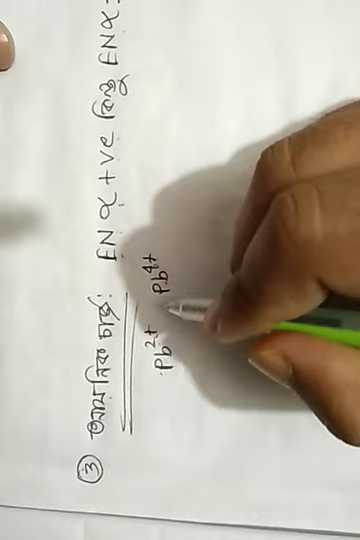 ③ আয়নিক চার্জ: EN ∝ +ve কিন্তু EN ∝
Pb²⁺ Pb⁴⁺